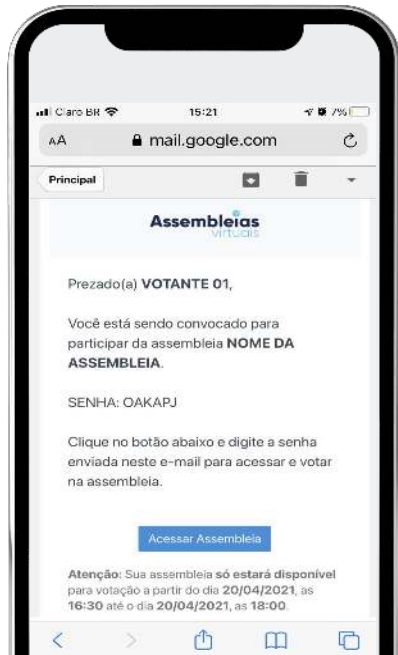 Claro BR 15:21 7%
AA mail.google.com
Principal
Assembleias
virtuais
Prezado(a) VOTANTE 01,
Você está sendo convocado para
participar da assembleia NOME DA
ASSEMBLEIA.
SENHA: OAKAPJ
Clique no botão abaixo e digite a senha
enviada neste e-mail para acessar e votar
na assembleia.
Acessar Assembleia
Atenção: Sua assembleia só estará disponível
para votação a partir do dia 20/04/2021, as
16:30 até o dia 20/04/2021, as 18:00.